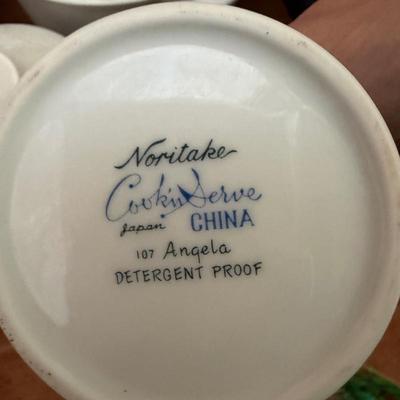 Noritake
Cook'n Serve
Japan CHINA
107 Angela
DETERGENT PROOF